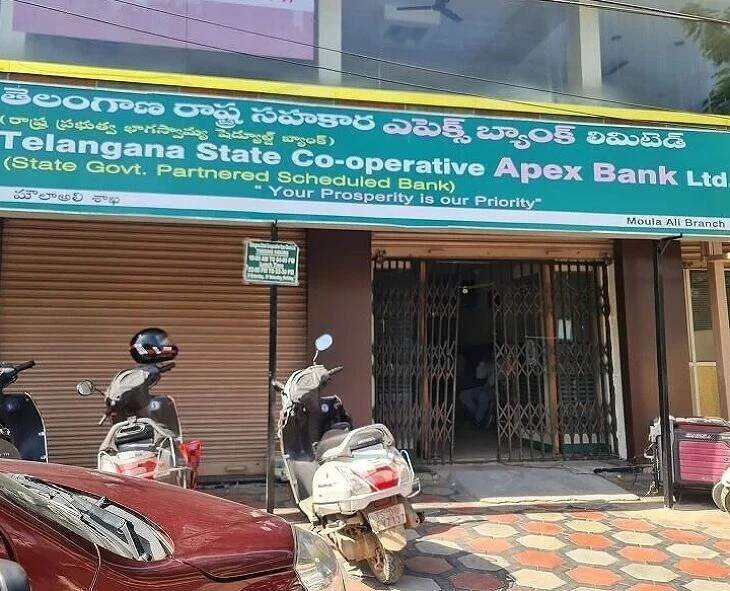 తెలంగాణ రాష్ట్ర సహకార ఎపెక్స్ బ్యాంక్ లిమిటెడ్
(రాష్ట్ర ప్రభుత్వ భాగస్వామ్య షెడ్యూల్డ్ బ్యాంక్)
Telangana State Co-operative Apex Bank Ltd.
(State Govt. Partnered Scheduled Bank)
"Your Prosperity is our Priority"
మౌలాఅలి శాఖ
Moula Ali Branch